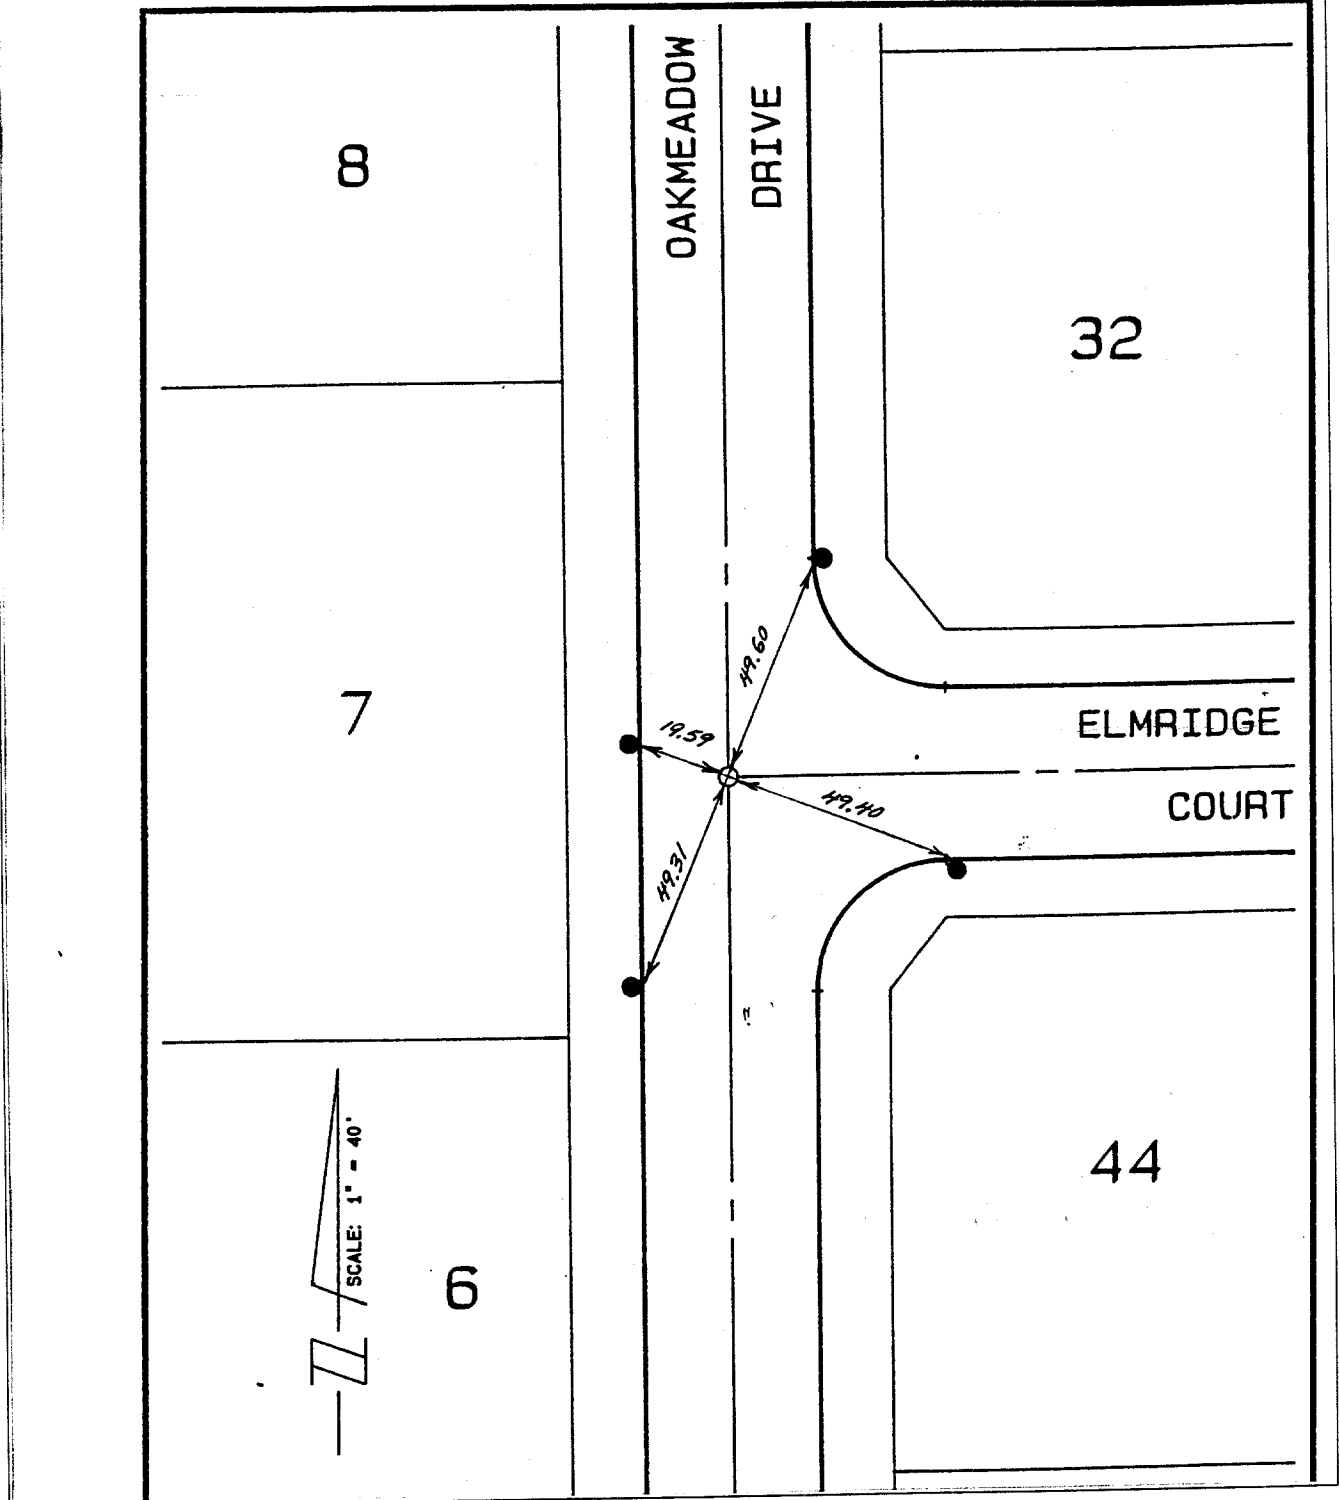 OAKMEADOW
DRIVE
8
32
7
49.60
19.59
ELMRIDGE
49.40
COURT
49.31
44
SCALE: 1" = 40'
6
N